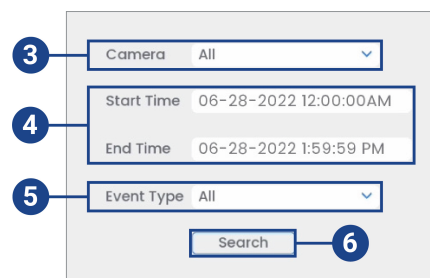 3 Camera All
4 Start Time 06-28-2022 12:00:00AM
End Time 06-28-2022 1:59:59 PM
5 Event Type All
Search 6